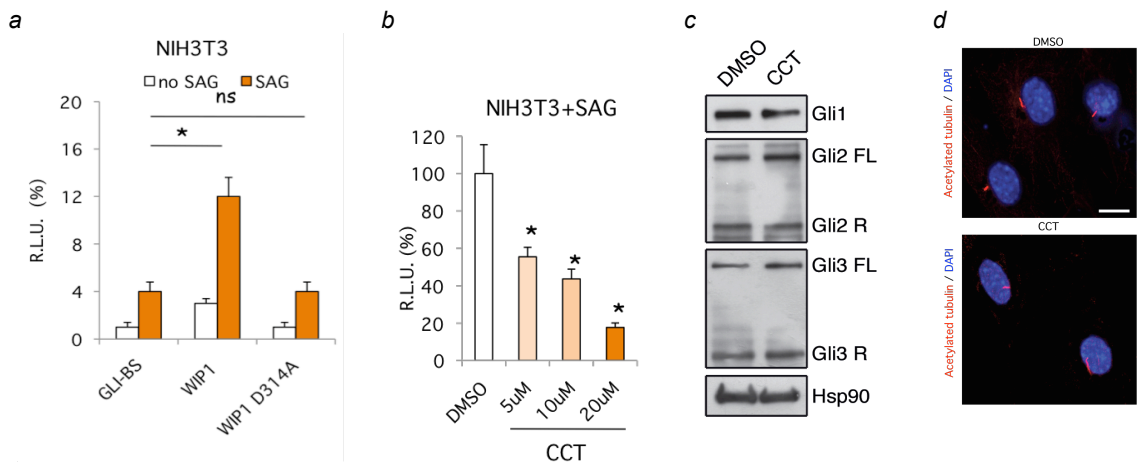 a
NIH3T3
no SAG SAG
ns
*
20
16
12
8
4
0
R.L.U. (%)
GLI-BS
WIP1
WIP1 D314A
b
NIH3T3+SAG
120
100
80
60
40
20
0
R.L.U. (%)
*
*
*
DMSO
5uM
10uM
20uM
CCT
c
DMSO
CCT
Gli1
Gli2 FL
Gli2 R
Gli3 FL
Gli3 R
Hsp90
d
DMSO
Acetylated tubulin / DAPI
CCT
Acetylated tubulin / DAPI